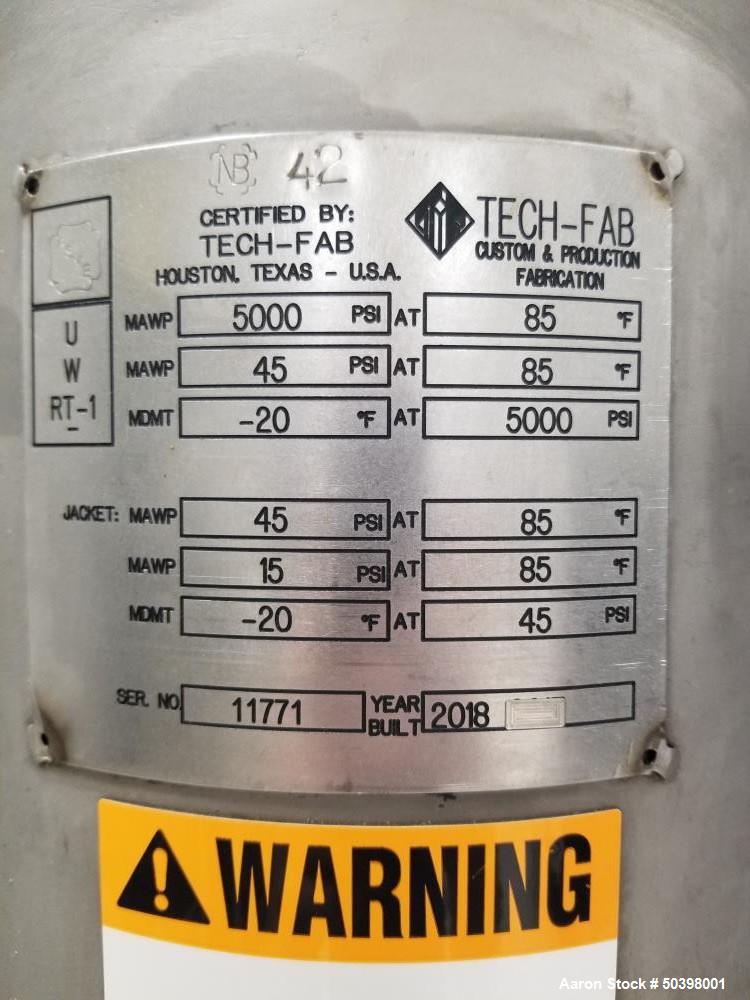 NB 42
CERTIFIED BY:
TECH-FAB
HOUSTON, TEXAS - U.S.A.
TECH-FAB
CUSTOM & PRODUCTION
FABRICATION
U
W
RT-1
MAWP 5000 PSI AT 85 °F
MAWP 45 PSI AT 85 °F
MDMT -20 °F AT 5000 PSI
JACKET: MAWP 45 PSI AT 85 °F
MAWP 15 PSI AT 85 °F
MDMT -20 °F AT 45 PSI
SER. NO. 11771 YEAR BUILT 2018
WARNING
Aaron Stock # 50398001